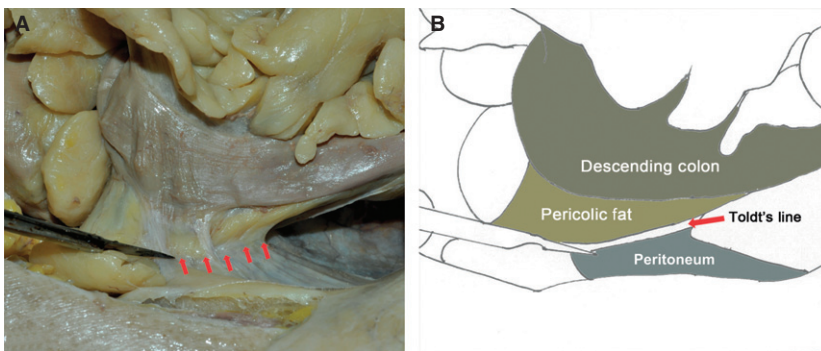 A
B
Descending colon
Pericolic fat
Toldt's line
Peritoneum